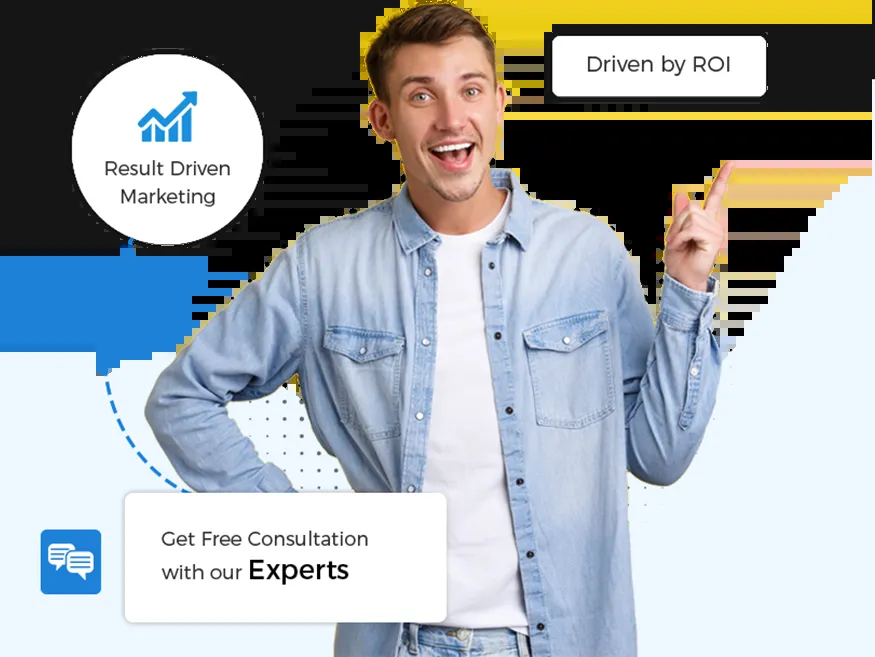 Driven by ROI
Result Driven
Marketing
Get Free Consultation
with our Experts